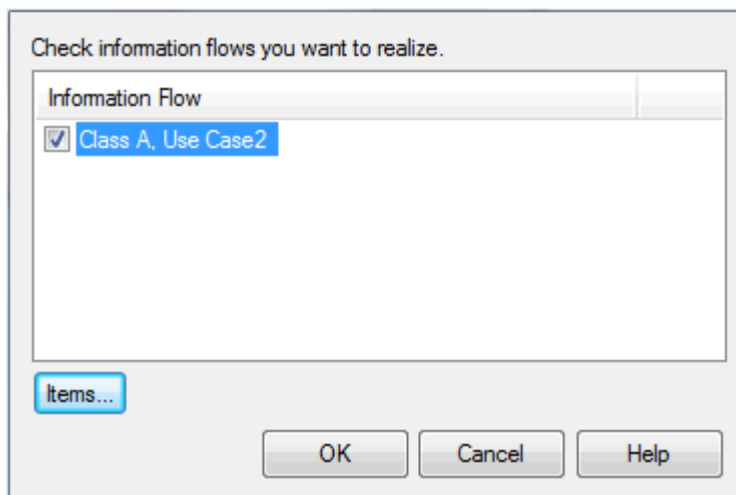 Check information flows you want to realize.
Information Flow
Class A, Use Case2
Items...
OK Cancel Help